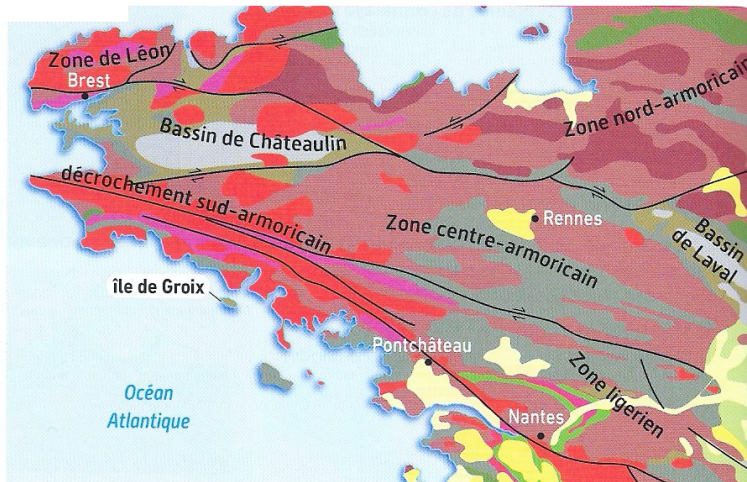 Zone de Léon
Brest
Zone nord-armoricain
Bassin de Châteaulin
décrochement sud-armoricain
Rennes
Zone centre-armoricain
Bassin
de Laval
île de Groix
Pontchâteau
Zone ligerien
Océan
Atlantique
Nantes